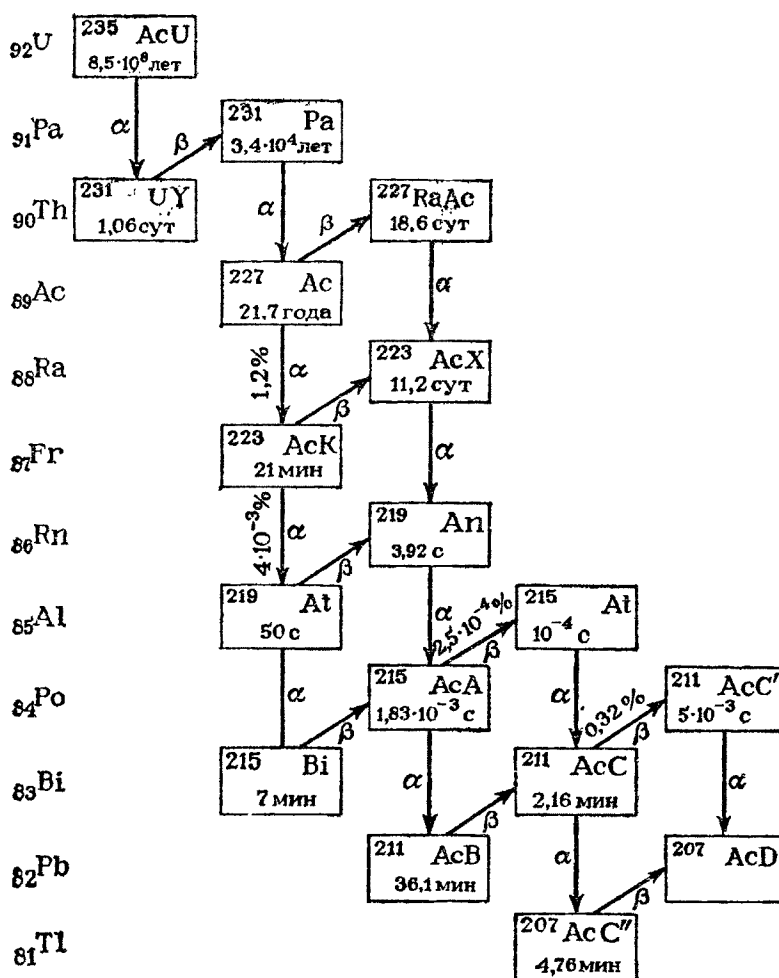 ₉₂U
235 AcU
8,5·10⁸ лет
α
₉₁Pa
β
231 Pa
3,4·10⁴ лет
₉₀Th
231 UY
1,06 сут
α
β
227 RaAc
18,6 сут
₈₉Ac
227 Ac
21,7 года
α
₈₈Ra
1,2%
α
β
223 AcX
11,2 сут
₈₇Fr
223 AcK
21 мин
α
₈₆Rn
4·10⁻³%
α
β
219 An
3,92 с
₈₅Al
219 At
50 с
α
2,5·10⁻⁴%
β
215 At
10⁻⁴ с
₈₄Po
α
β
215 AcA
1,83·10⁻³ с
α
0,32%
β
211 AcC′
5·10⁻³ с
₈₃Bi
215 Bi
7 мин
α
β
211 AcC
2,16 мин
α
₈₂Pb
211 AcB
36,1 мин
α
β
207 AcD
₈₁Tl
207 AcC″
4,76 мин